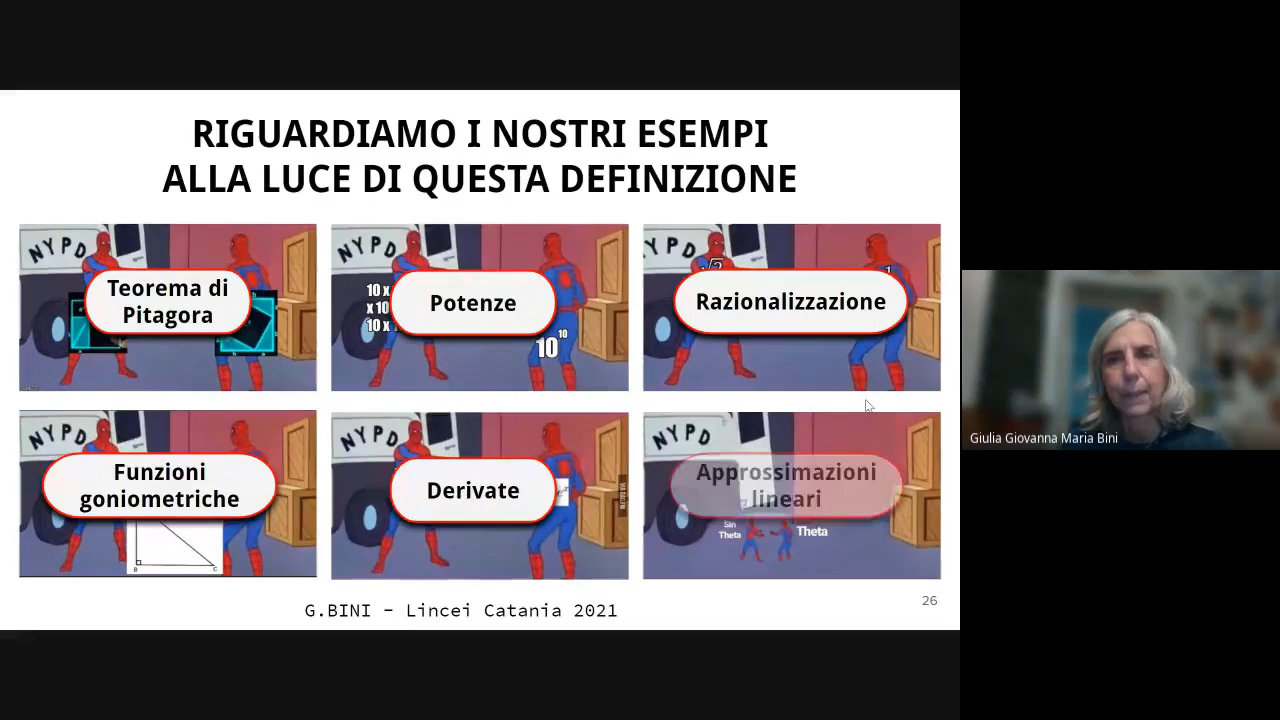 RIGUARDIAMO I NOSTRI ESEMPI
ALLA LUCE DI QUESTA DEFINIZIONE
NYPD
Teorema di
Pitagora
NYPD
10 x
x 10
10 x
Potenze
10 10
NYPD
Razionalizzazione
NYPD
Funzioni
goniometriche
B C
NYPD
Derivate
NYPD
Approssimazioni
lineari
Sin
Theta
Theta
G.BINI - Lincei Catania 2021
26
Giulia Giovanna Maria Bini